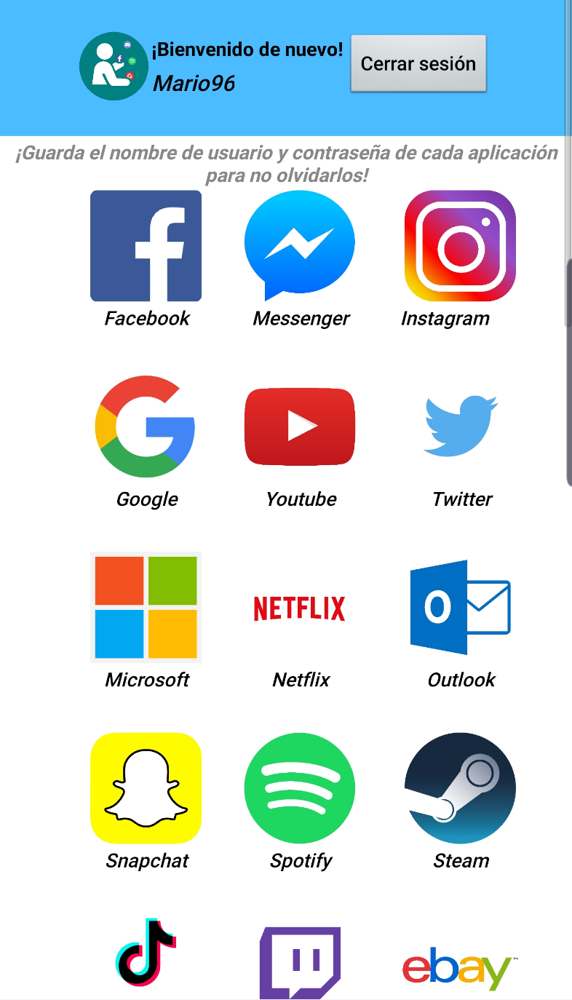 ¡Bienvenido de nuevo!
Mario96
Cerrar sesión
¡Guarda el nombre de usuario y contraseña de cada aplicación
para no olvidarlos!
f
Facebook
Messenger
Instagram
G
Google
Youtube
Twitter
NETFLIX
O
Microsoft
Netflix
Outlook
Snapchat
Spotify
Steam
ebay™